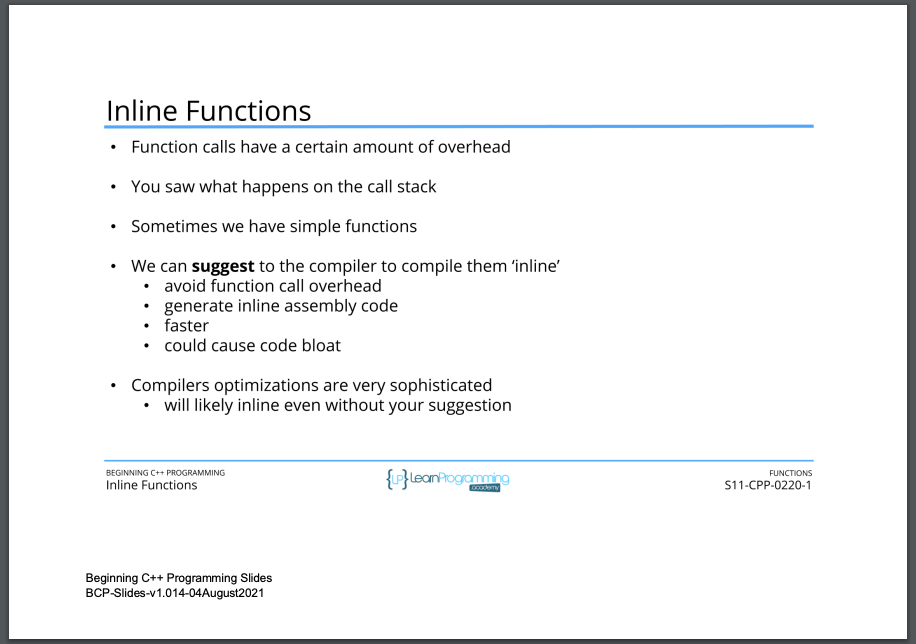 Inline Functions
• Function calls have a certain amount of overhead
• You saw what happens on the call stack
• Sometimes we have simple functions
• We can suggest to the compiler to compile them ‘inline’
• avoid function call overhead
• generate inline assembly code
• faster
• could cause code bloat
• Compilers optimizations are very sophisticated
• will likely inline even without your suggestion
BEGINNING C++ PROGRAMMING
Inline Functions
{LP} LearnProgramming
academy
FUNCTIONS
S11-CPP-0220-1
Beginning C++ Programming Slides
BCP-Slides-v1.014-04August2021